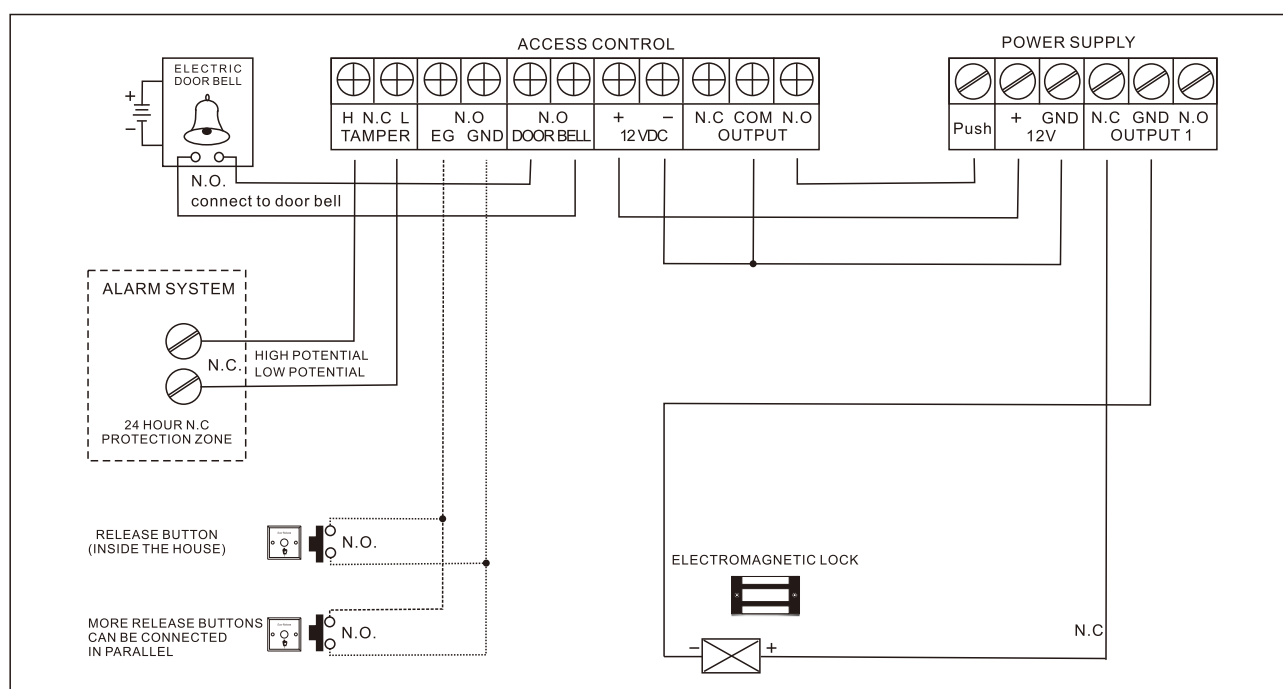 ACCESS CONTROL
POWER SUPPLY
ELECTRIC
DOOR BELL
+
−
H N.C L
TAMPER
N.O
EG GND
N.O
DOOR BELL
+ −
12 VDC
N.C COM N.O
OUTPUT
Push
+ GND
12V
N.C GND N.O
OUTPUT 1
N.O.
connect to door bell
ALARM SYSTEM
N.C.
HIGH POTENTIAL
LOW POTENTIAL
24 HOUR N.C
PROTECTION ZONE
RELEASE BUTTON
(INSIDE THE HOUSE)
N.O.
MORE RELEASE BUTTONS
CAN BE CONNECTED
IN PARALLEL
N.O.
ELECTROMAGNETIC LOCK
− +
N.C